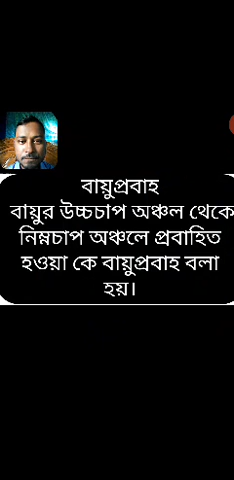 বায়ুপ্রবাহ
বায়ুর উচ্চচাপ অঞ্চল থেকে
নিম্নচাপ অঞ্চলে প্রবাহিত
হওয়া কে বায়ুপ্রবাহ বলা
হয়।